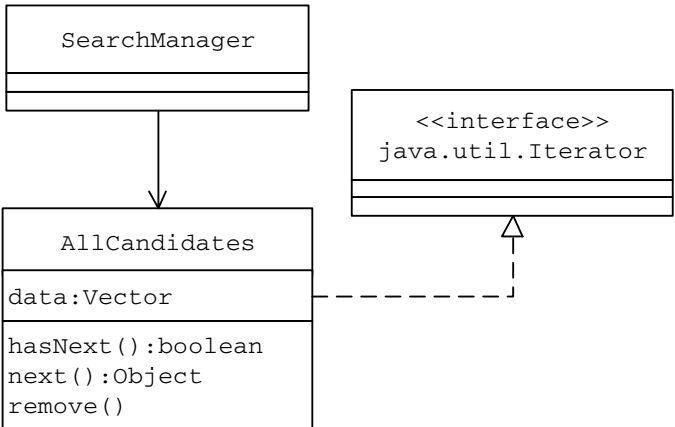 SearchManager
<<interface>>
java.util.Iterator
AllCandidates
data:Vector
hasNext():boolean
next():Object
remove()